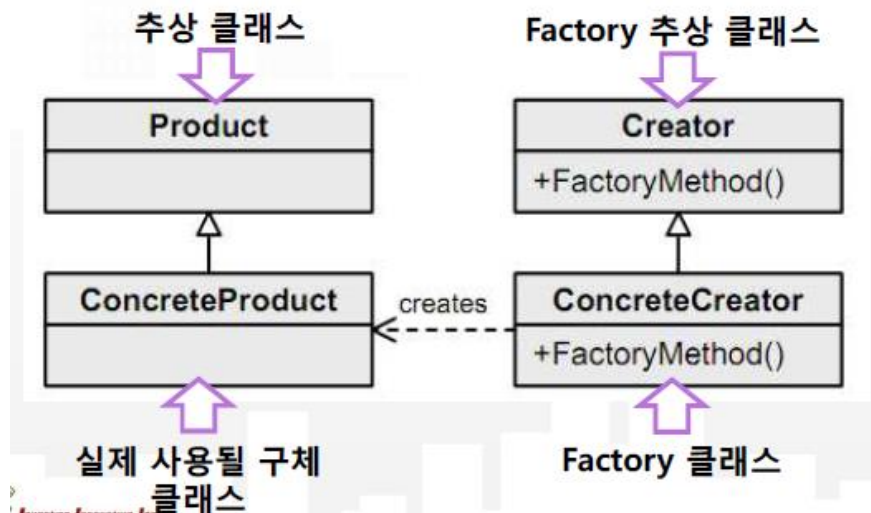 추상 클래스
Factory 추상 클래스
Product
Creator
+FactoryMethod()
ConcreteProduct
creates
ConcreteCreator
+FactoryMethod()
실제 사용될 구체
클래스
Factory 클래스